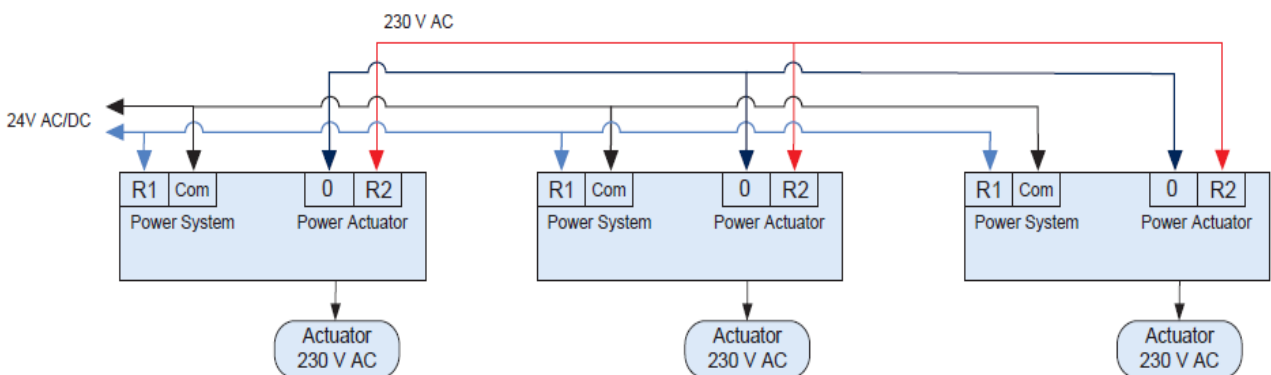 230 V AC
24V AC/DC
R1 Com 0 R2
Power System Power Actuator
R1 Com 0 R2
Power System Power Actuator
R1 Com 0 R2
Power System Power Actuator
Actuator
230 V AC
Actuator
230 V AC
Actuator
230 V AC